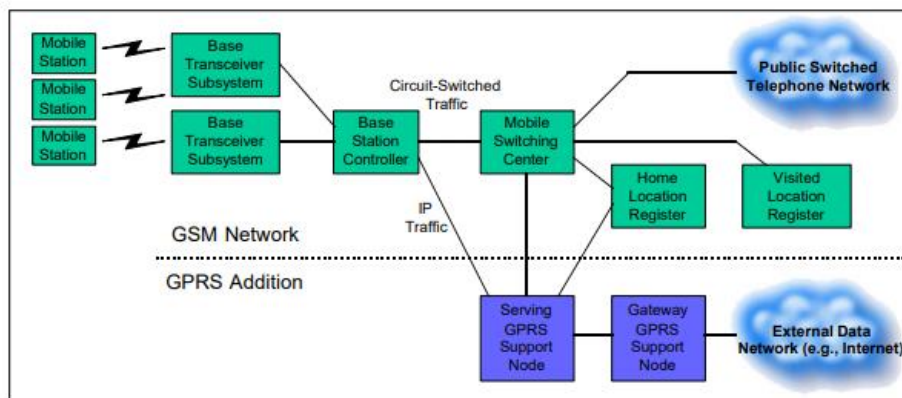 Mobile
Station
Mobile
Station
Mobile
Station
Base
Transceiver
Subsystem
Base
Transceiver
Subsystem
Circuit-Switched
Traffic
Base
Station
Controller
Mobile
Switching
Center
Public Switched
Telephone Network
Home
Location
Register
Visited
Location
Register
IP
Traffic
GSM Network
GPRS Addition
Serving
GPRS
Support
Node
Gateway
GPRS
Support
Node
External Data
Network (e.g., Internet)